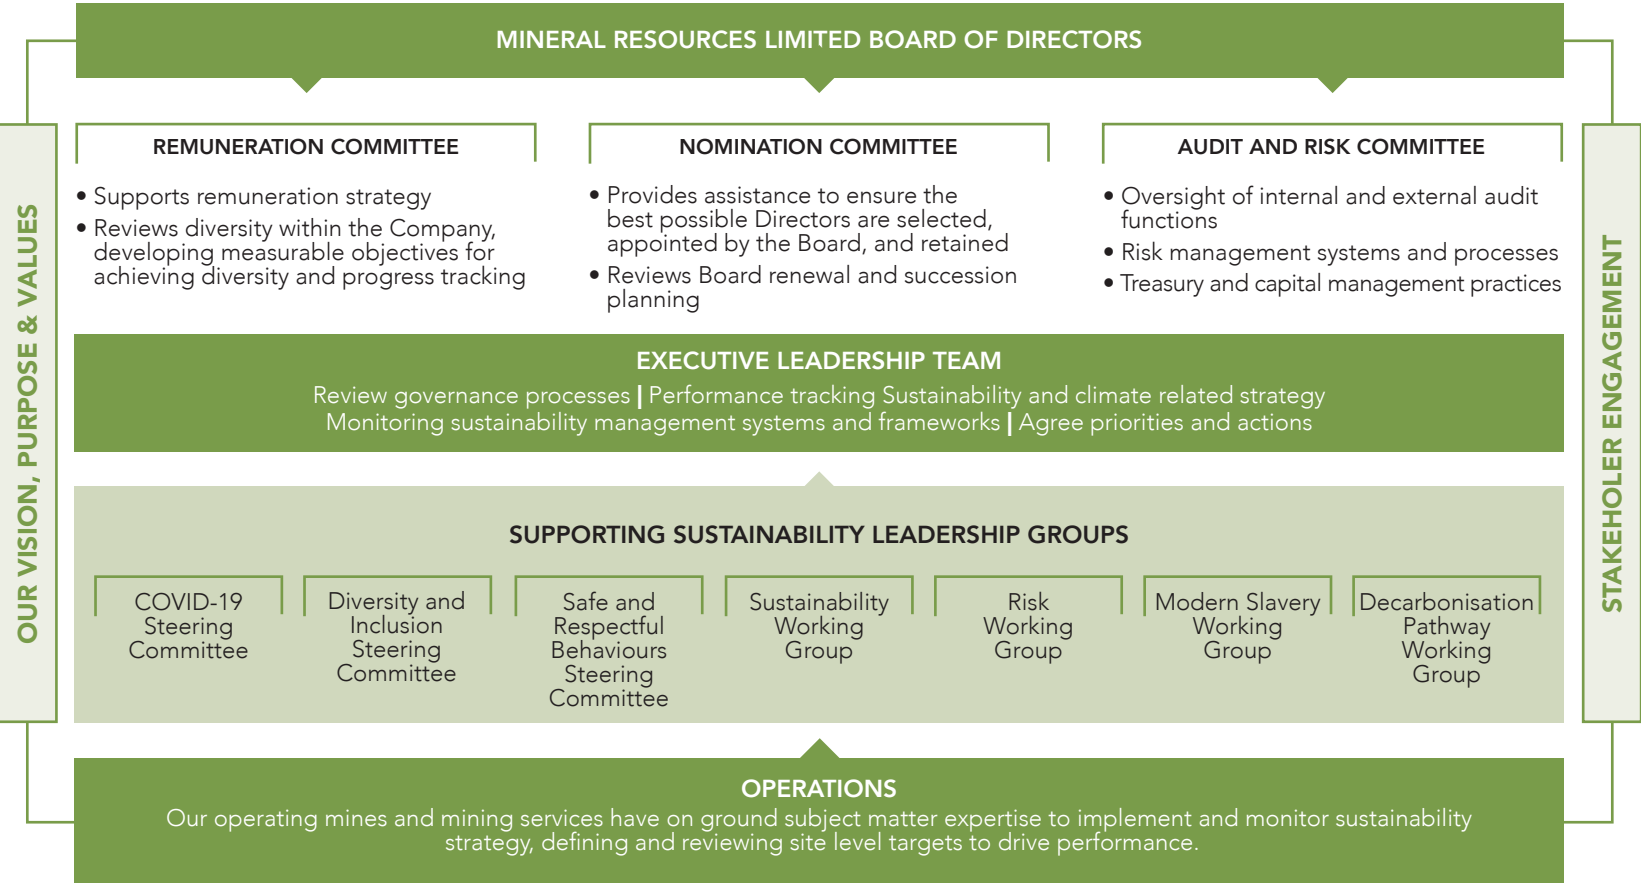 MINERAL RESOURCES LIMITED BOARD OF DIRECTORS
OUR VISION, PURPOSE & VALUES
REMUNERATION COMMITTEE
• Supports remuneration strategy
• Reviews diversity within the Company,
developing measurable objectives for
achieving diversity and progress tracking
NOMINATION COMMITTEE
• Provides assistance to ensure the
best possible Directors are selected,
appointed by the Board, and retained
• Reviews Board renewal and succession
planning
AUDIT AND RISK COMMITTEE
• Oversight of internal and external audit
functions
• Risk management systems and processes
• Treasury and capital management practices
STAKEHOLER ENGAGEMENT
EXECUTIVE LEADERSHIP TEAM
Review governance processes | Performance tracking Sustainability and climate related strategy
Monitoring sustainability management systems and frameworks | Agree priorities and actions
SUPPORTING SUSTAINABILITY LEADERSHIP GROUPS
COVID-19
Steering
Committee
Diversity and
Inclusion
Steering
Committee
Safe and
Respectful
Behaviours
Steering
Committee
Sustainability
Working
Group
Risk
Working
Group
Modern Slavery
Working
Group
Decarbonisation
Pathway
Working
Group
OPERATIONS
Our operating mines and mining services have on ground subject matter expertise to implement and monitor sustainability
strategy, defining and reviewing site level targets to drive performance.